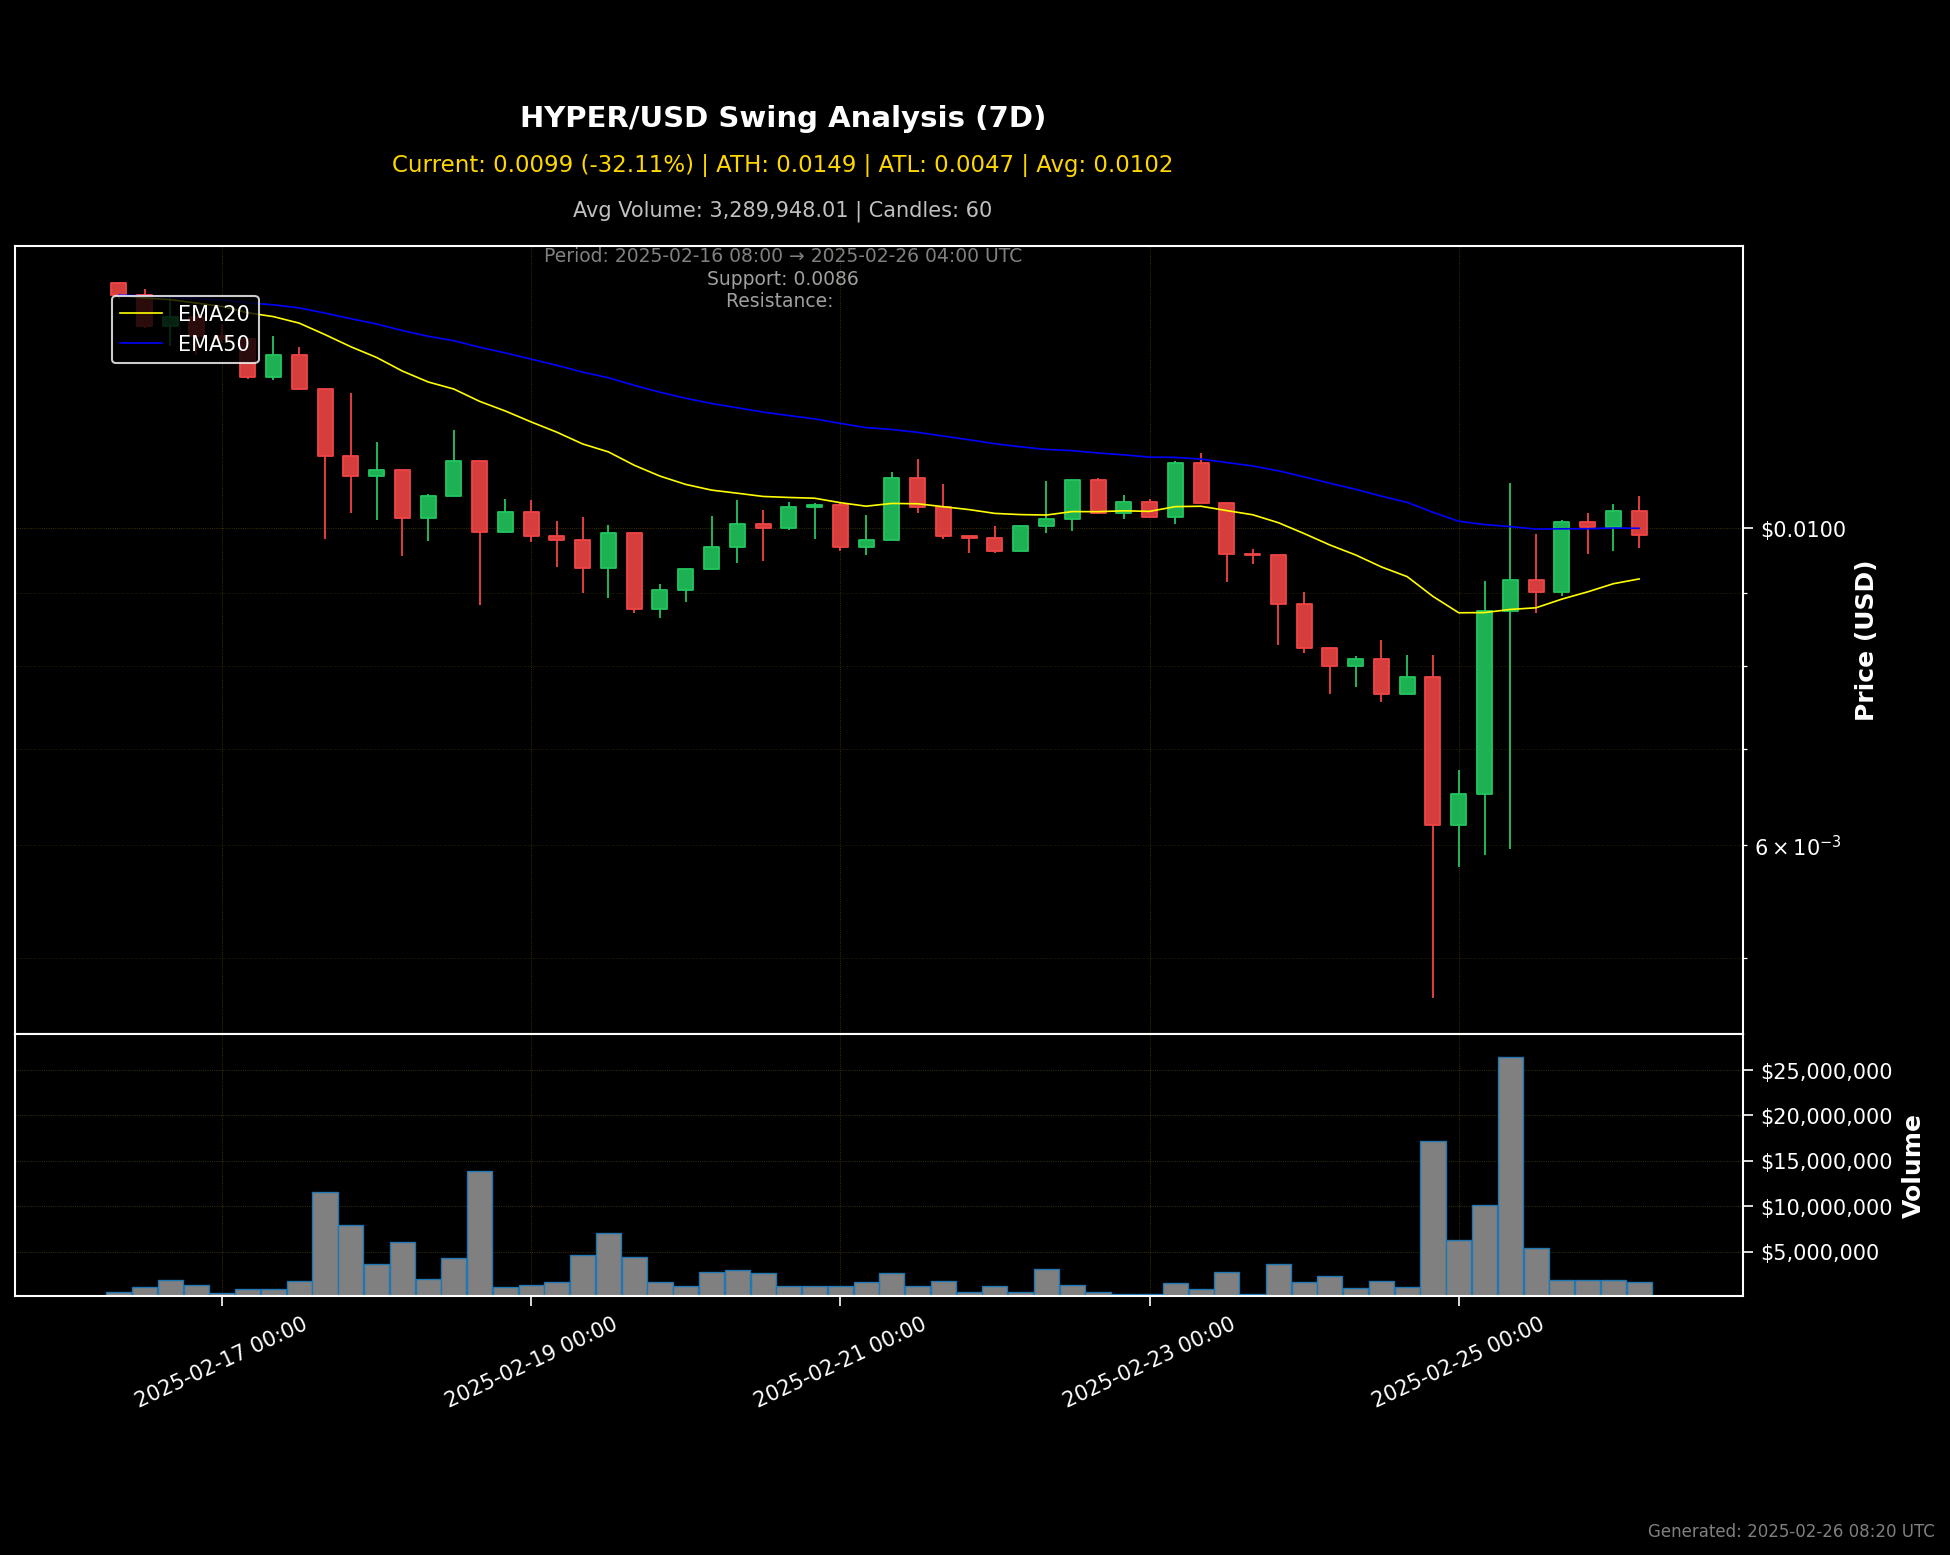 HYPER/USD Swing Analysis (7D)
Current: 0.0099 (-32.11%) | ATH: 0.0149 | ATL: 0.0047 | Avg: 0.0102
Avg Volume: 3,289,948.01 | Candles: 60
Period: 2025-02-16 08:00 → 2025-02-26 04:00 UTC
Support: 0.0086
Resistance:
EMA20
EMA50
$0.0100
Price (USD)
6 × 10⁻³
$25,000,000
$20,000,000
$15,000,000
$10,000,000
$5,000,000
Volume
2025-02-17 00:00
2025-02-19 00:00
2025-02-21 00:00
2025-02-23 00:00
2025-02-25 00:00
Generated: 2025-02-26 08:20 UTC